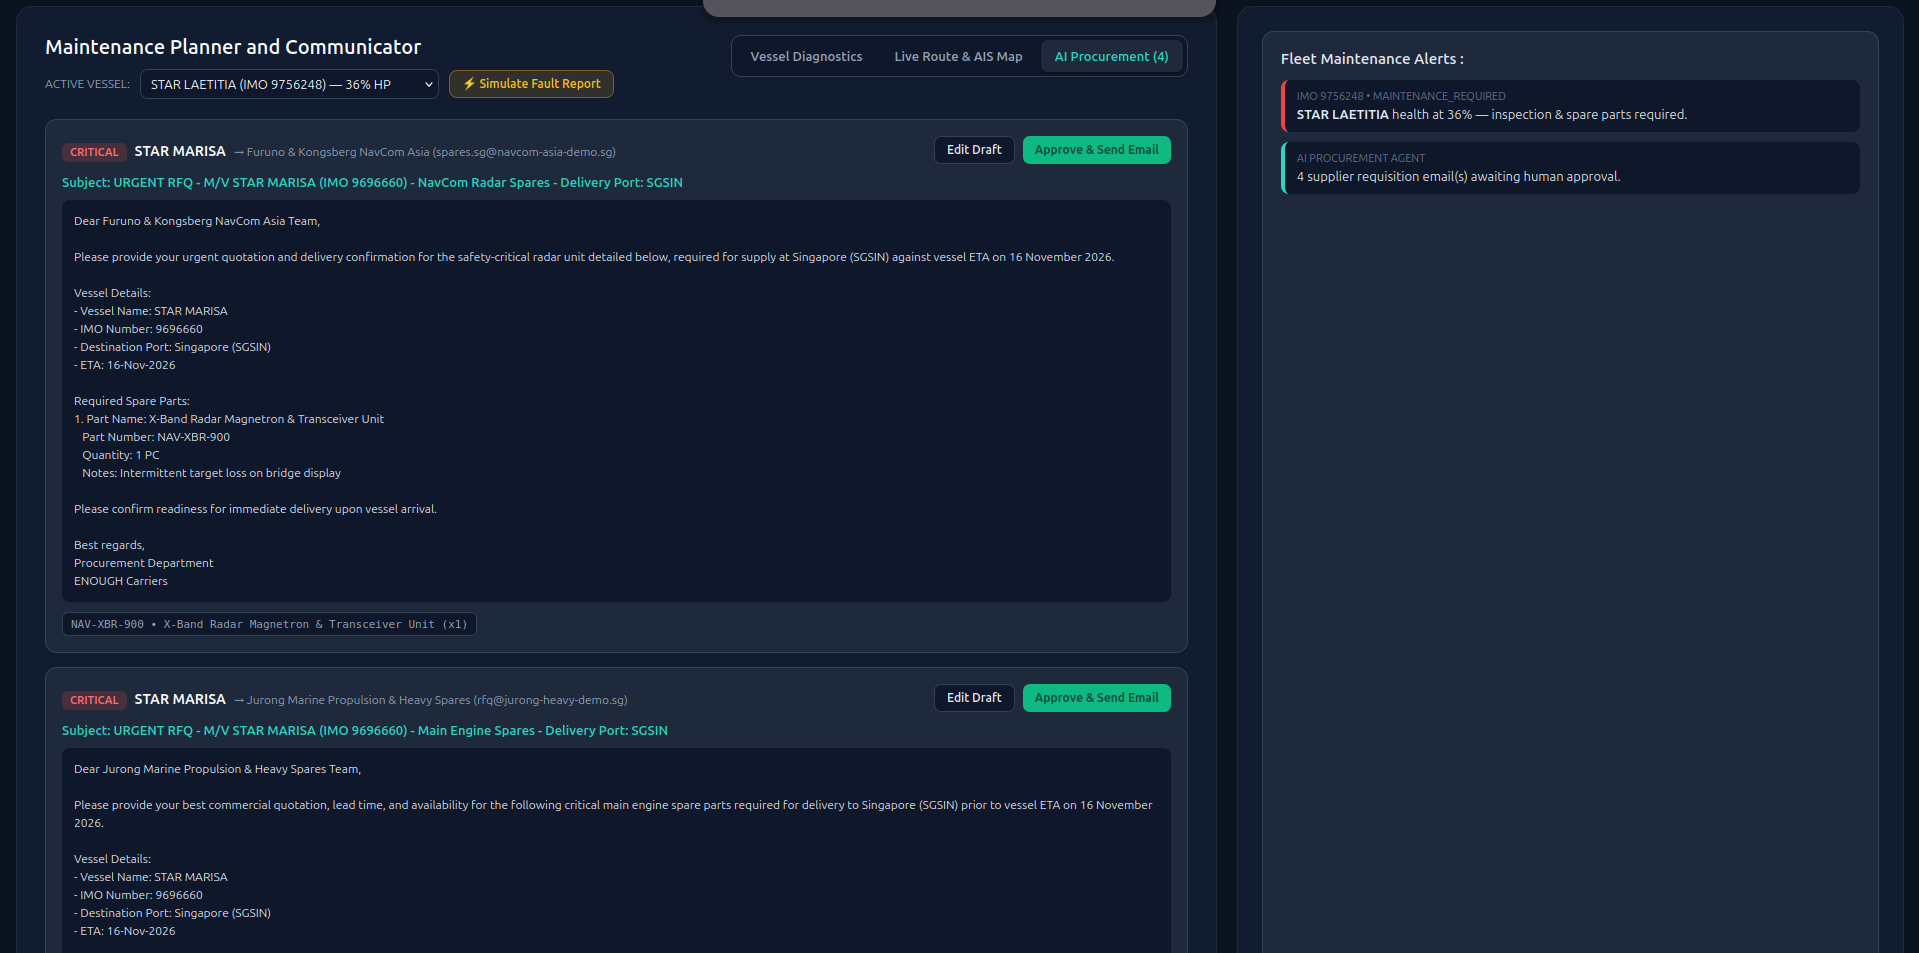 Maintenance Planner and Communicator
Vessel Diagnostics
Live Route & AIS Map
AI Procurement (4)
ACTIVE VESSEL:
STAR LAETITIA (IMO 9756248) — 36% HP
⚡ Simulate Fault Report
CRITICAL STAR MARISA → Furuno & Kongsberg NavCom Asia (spares.sg@navcom-asia-demo.sg)
Edit Draft
Approve & Send Email
Subject: URGENT RFQ - M/V STAR MARISA (IMO 9696660) - NavCom Radar Spares - Delivery Port: SGSIN
Dear Furuno & Kongsberg NavCom Asia Team,
Please provide your urgent quotation and delivery confirmation for the safety-critical radar unit detailed below, required for supply at Singapore (SGSIN) against vessel ETA on 16 November 2026.
Vessel Details:
- Vessel Name: STAR MARISA
- IMO Number: 9696660
- Destination Port: Singapore (SGSIN)
- ETA: 16-Nov-2026
Required Spare Parts:
1. Part Name: X-Band Radar Magnetron & Transceiver Unit
Part Number: NAV-XBR-900
Quantity: 1 PC
Notes: Intermittent target loss on bridge display
Please confirm readiness for immediate delivery upon vessel arrival.
Best regards,
Procurement Department
ENOUGH Carriers
NAV-XBR-900 • X-Band Radar Magnetron & Transceiver Unit (x1)
CRITICAL STAR MARISA → Jurong Marine Propulsion & Heavy Spares (rfq@jurong-heavy-demo.sg)
Edit Draft
Approve & Send Email
Subject: URGENT RFQ - M/V STAR MARISA (IMO 9696660) - Main Engine Spares - Delivery Port: SGSIN
Dear Jurong Marine Propulsion & Heavy Spares Team,
Please provide your best commercial quotation, lead time, and availability for the following critical main engine spare parts required for delivery to Singapore (SGSIN) prior to vessel ETA on 16 November
2026.
Vessel Details:
- Vessel Name: STAR MARISA
- IMO Number: 9696660
- Destination Port: Singapore (SGSIN)
- ETA: 16-Nov-2026
Fleet Maintenance Alerts :
IMO 9756248 • MAINTENANCE_REQUIRED
STAR LAETITIA health at 36% — inspection & spare parts required.
AI PROCUREMENT AGENT
4 supplier requisition email(s) awaiting human approval.